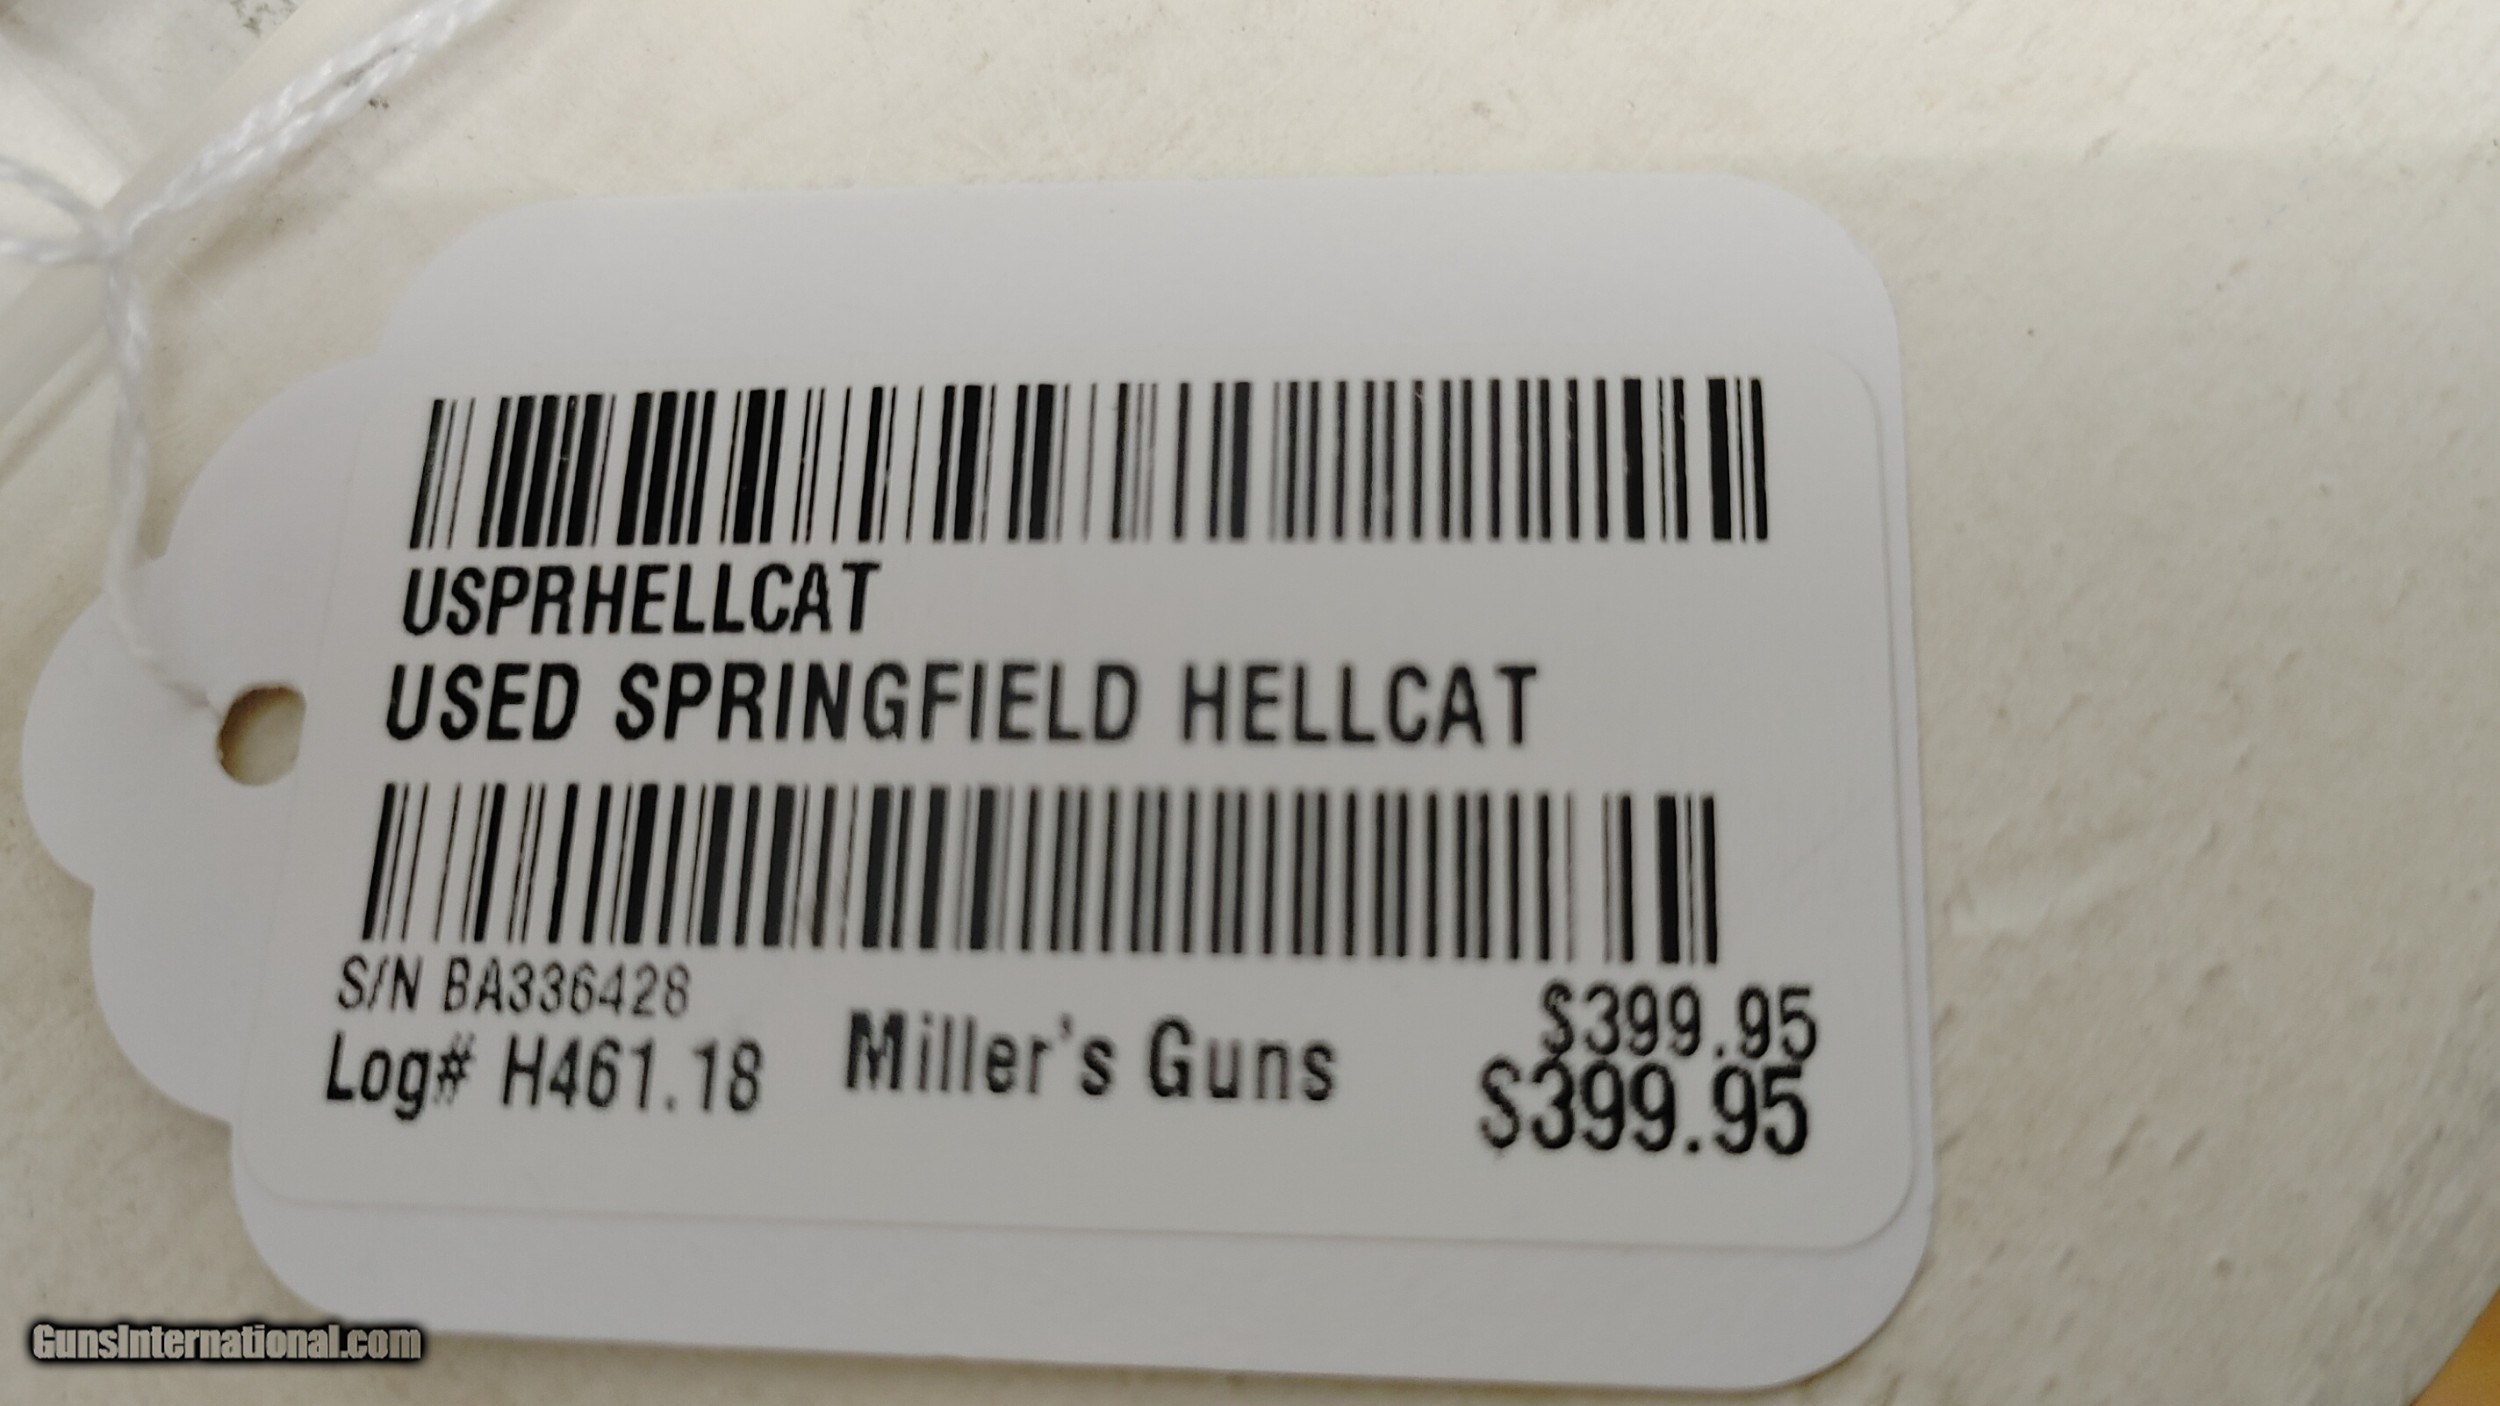 USPRHELLCAT
USED SPRINGFIELD HELLCAT
S/N BA336428
$399.95
Log# H461.18 Miller's Guns $399.95
GunsInternational.com